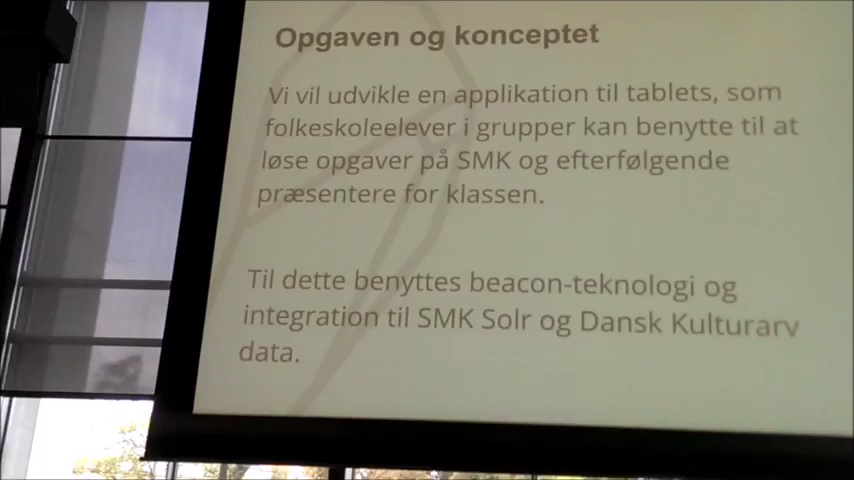 Opgaven og konceptet
Vi vil udvikle en applikation til tablets, som
folkeskoleelever i grupper kan benytte til at
løse opgaver på SMK og efterfølgende
præsentere for klassen.
Til dette benyttes beacon-teknologi og
integration til SMK Solr og Dansk Kulturarv
data.